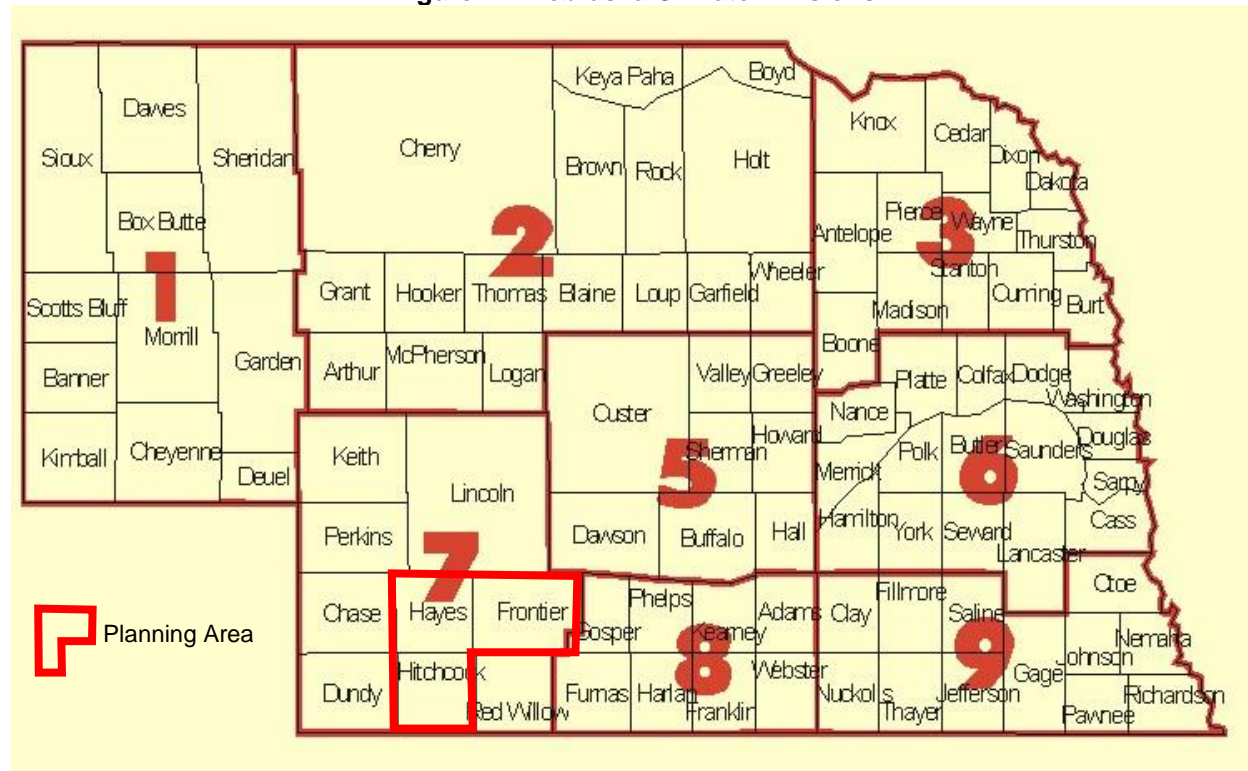 Keya Paha
Boyd
Dawes
Knox
Cedar
Sioux
Sheridan
Cherry
Brown
Rock
Holt
Dixon
Dakota
Box Butte
2
Antelope
Pierce
3
Wayne
Thurston
1
Stanton
Scotts Bluff
Grant
Hooker
Thomas
Blaine
Loup
Garfield
Wheeler
Madison
Cuming
Burt
Morrill
Banner
Garden
Arthur
McPherson
Logan
Valley
Greeley
Boone
Platte
Colfax
Dodge
Washington
Custer
Nance
Howard
Kimball
Cheyenne
Deuel
Keith
Lincoln
5
Sherman
Merrick
Polk
Butler
6
Saunders
Douglas
Sarpy
Perkins
7
Dawson
Buffalo
Hall
Hamilton
York
Seward
Lancaster
Cass
Otoe
Chase
Hayes
Frontier
Gosper
Phelps
Kearney
8
Adams
Clay
Fillmore
Saline
9
Planning Area
Nemaha
Johnson
Gage
Dundy
Hitchcock
Red Willow
Furnas
Harlan
Franklin
Webster
Nuckolls
Thayer
Jefferson
Pawnee
Richardson